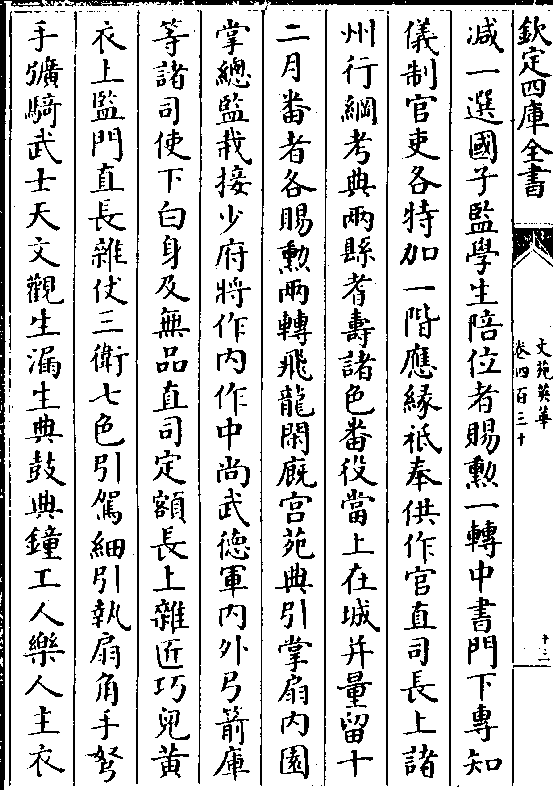 欽定四庫全書
文苑英華
卷四百三十
十二
减一選國子監學生陪位者賜勲一轉中書門下專知
儀制官吏各特加一階應縁祗奉供作官直司長上諸
州行綱考典兩縣耆壽諸色番役當上在城并量留十
二月番者各賜勲兩轉飛龍閑廐宫苑典引掌扇内園
掌總監栽接少府將作内作中尚武德軍内外弓箭庫
等諸司使下白身及無品直司定額長上雜匠巧兒黄
衣上監門直長雜仗三衛七色引駕細引執扇角手弩
手彍騎武士天文觀生漏生典鼓典鐘工人樂人主衣